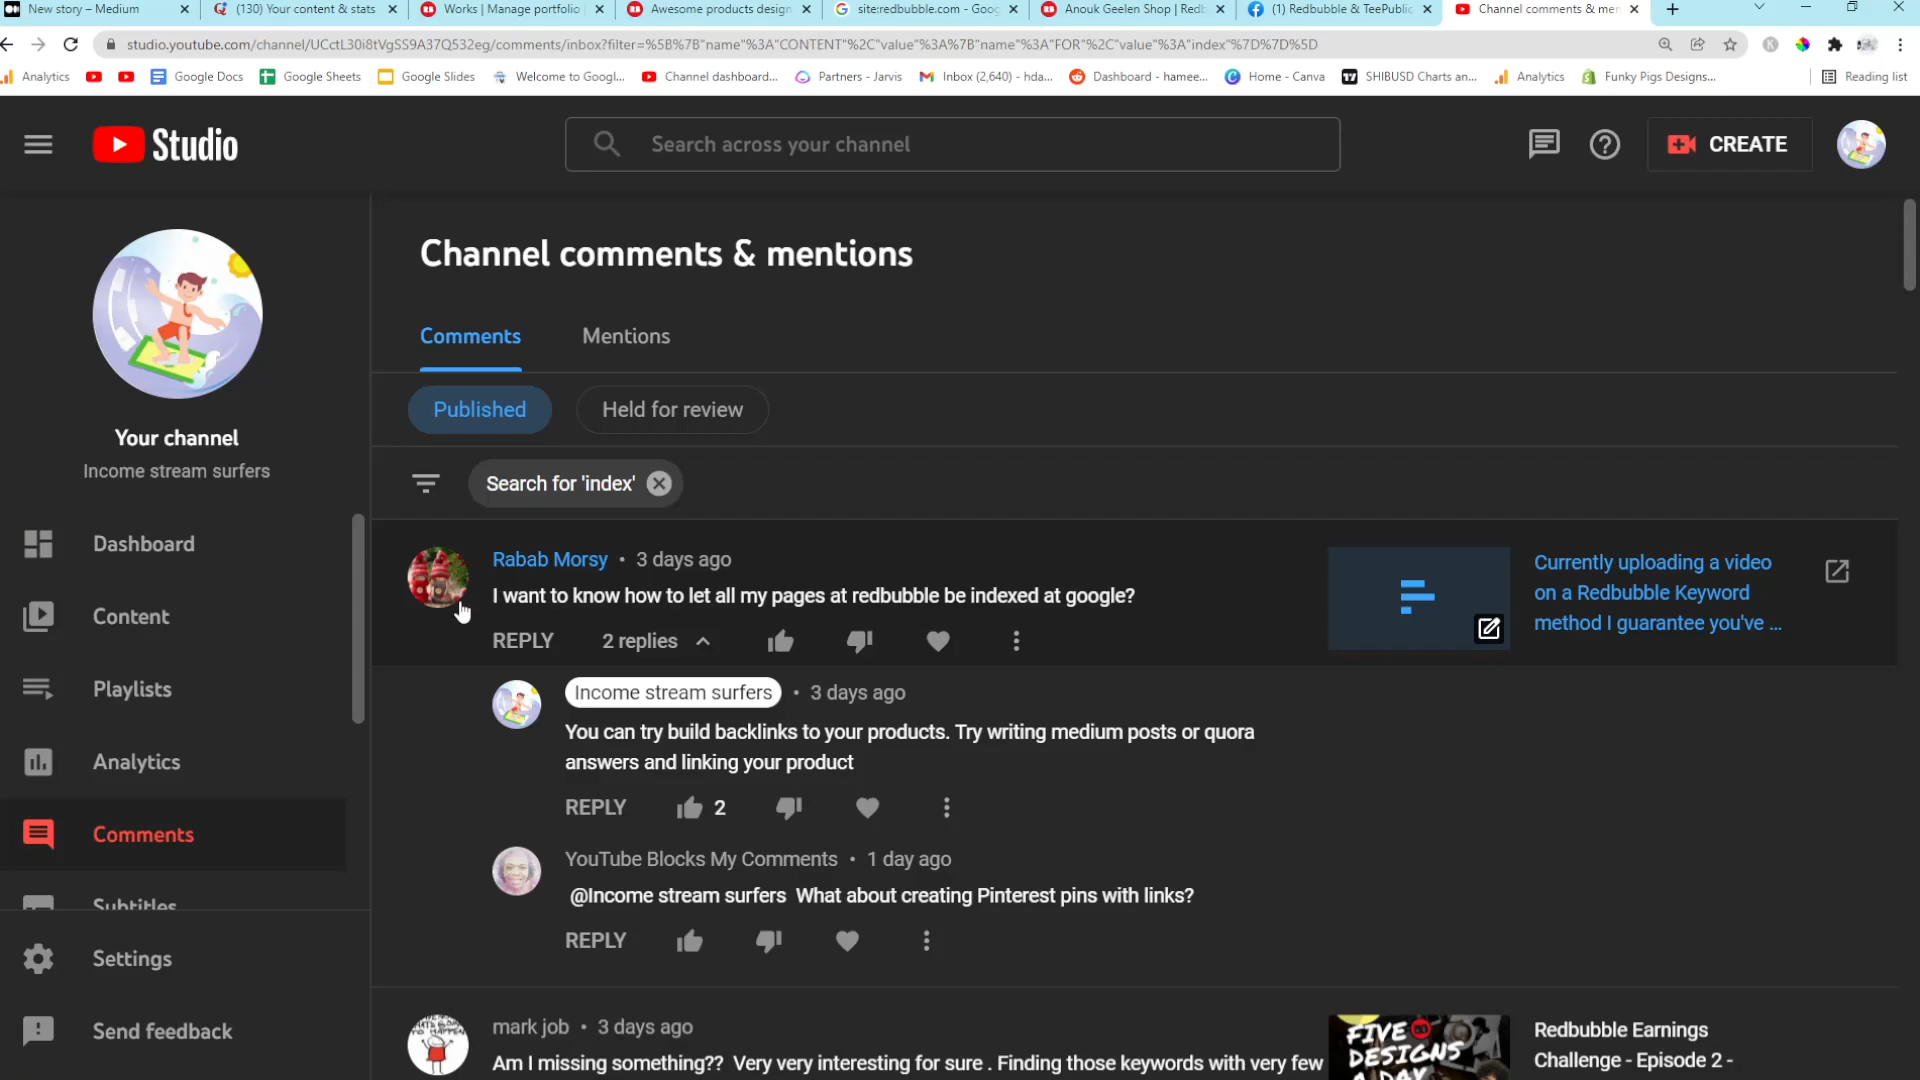 New story – Medium
(130) Your content & stats
Works | Manage portfolio
Awesome products design
site:redbubble.com - Goog
Anouk Geelen Shop | Redb
(1) Redbubble & TeePublic
Channel comments & men
studio.youtube.com/channel/UCctL30i8tVgSS9A37Q532eg/comments/inbox?filter=%5B%7B"name"%3A"CONTENT"%2C"value"%3A%7B"name"%3A"FOR"%2C"value"%3A"index"%7D%7D%5D
Analytics
Google Docs
Google Sheets
Google Slides
Welcome to Googl...
Channel dashboard...
Partners - Jarvis
Inbox (2,640) - hda...
Dashboard - hamee...
Home - Canva
SHIBUSD Charts an...
Analytics
Funky Pigs Designs...
Reading list
Studio
Search across your channel
CREATE
Your channel
Income stream surfers
Dashboard
Content
Playlists
Analytics
Comments
Subtitles
Settings
Send feedback
Channel comments & mentions
Comments
Mentions
Published
Held for review
Search for 'index'
Rabab Morsy • 3 days ago
I want to know how to let all my pages at redbubble be indexed at google?
REPLY
2 replies
Currently uploading a video
on a Redbubble Keyword
method I guarantee you've ...
Income stream surfers • 3 days ago
You can try build backlinks to your products. Try writing medium posts or quora
answers and linking your product
REPLY
2
YouTube Blocks My Comments • 1 day ago
@Income stream surfers What about creating Pinterest pins with links?
REPLY
mark job • 3 days ago
Am I missing something?? Very very interesting for sure . Finding those keywords with very few
FIVE
DESIGNS
A DAY
Redbubble Earnings
Challenge - Episode 2 -